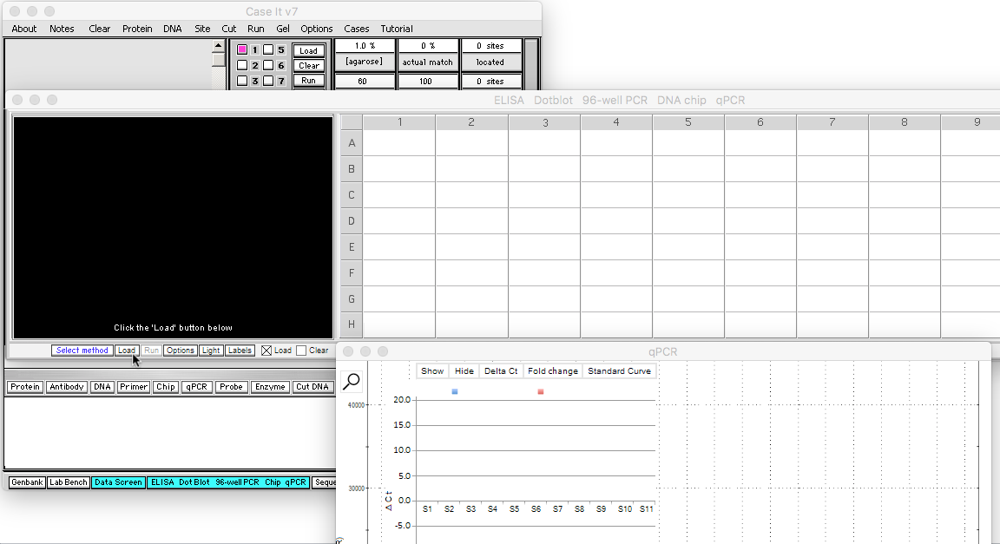 Case It v7
About Notes Clear Protein DNA Site Cut Run Gel Options Cases Tutorial
1 5 Load 1.0 % 0 % 0 sites
2 6 Clear [agarose] actual match located
3 7 Run 60 100 0 sites
ELISA Dotblot 96-well PCR DNA chip qPCR
1 2 3 4 5 6 7 8 9
A
B
C
D
E
F
G
H
Click the 'Load' button below
Select method Load Run Options Light Labels Load Clear
qPCR
Show Hide Delta Ct Fold change Standard Curve
Protein Antibody DNA Primer Chip qPCR Probe Enzyme Cut DNA
40000
20.0
15.0
10.0
5.0
30000
0.0
S1 S2 S3 S4 S5 S6 S7 S8 S9 S10 S11
-5.0
Δ Ct
Genbank Lab Bench Data Screen ELISA Dot Blot 96-well PCR Chip qPCR Seque